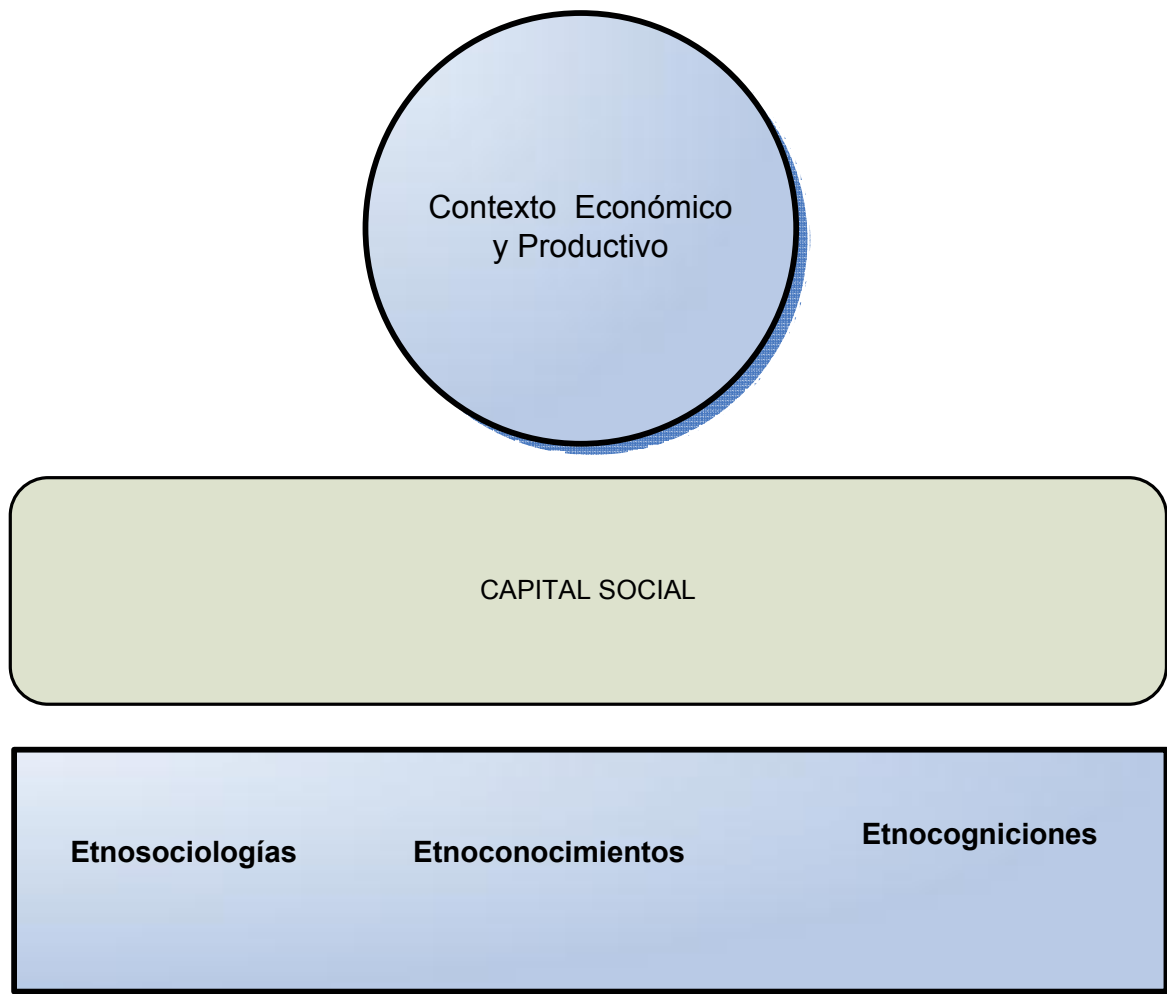 Contexto Económico
y Productivo
CAPITAL SOCIAL
Etnosociologías Etnoconocimientos Etnocogniciones